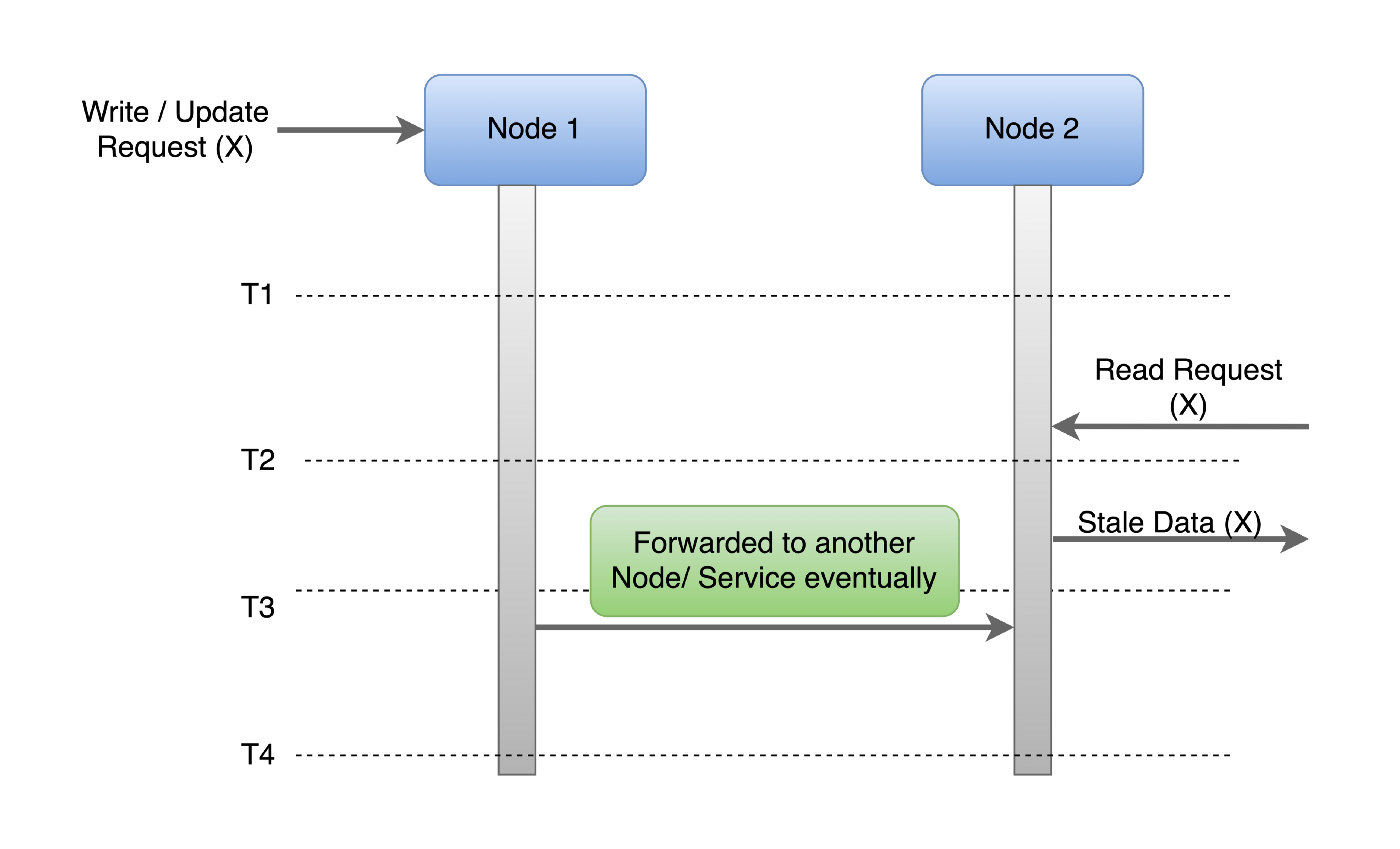 Write / Update
Request (X)
Node 1
Node 2
T1
Read Request
(X)
T2
Stale Data (X)
Forwarded to another
Node/ Service eventually
T3
T4